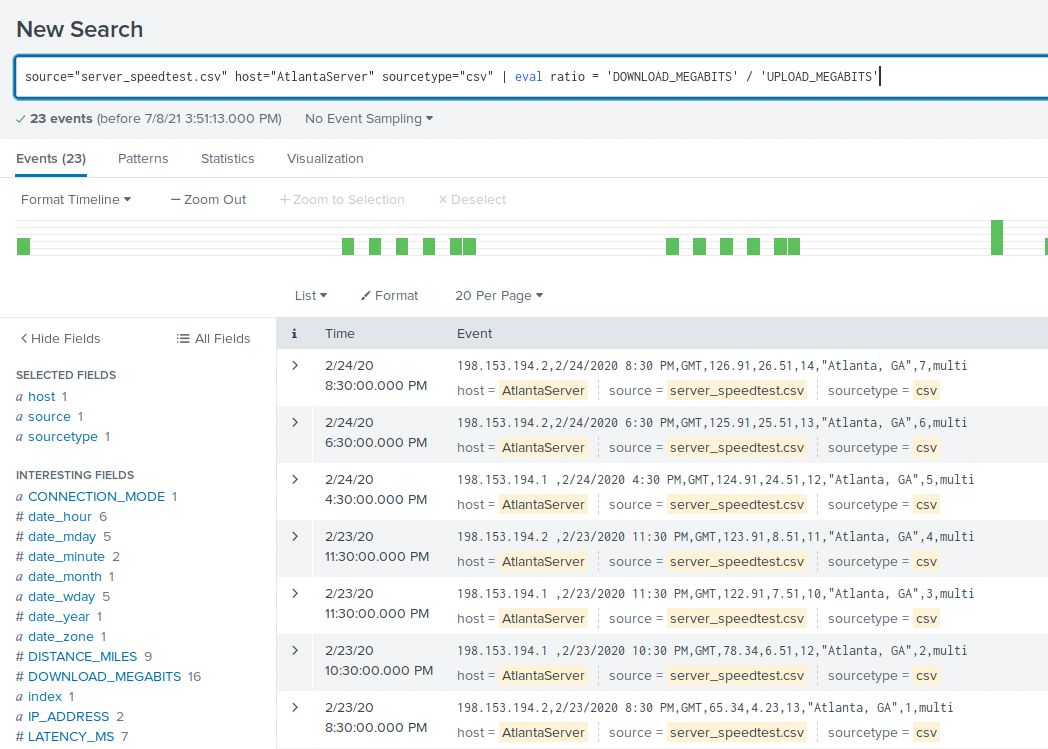 New Search
source="server_speedtest.csv" host="AtlantaServer" sourcetype="csv" | eval ratio = 'DOWNLOAD_MEGABITS' / 'UPLOAD_MEGABITS'
✓ 23 events (before 7/8/21 3:51:13.000 PM) No Event Sampling ▾
Events (23) Patterns Statistics Visualization
Format Timeline ▾ — Zoom Out + Zoom to Selection × Deselect
List ▾ Format 20 Per Page ▾
< Hide Fields All Fields
SELECTED FIELDS
a host 1
a source 1
a sourcetype 1
INTERESTING FIELDS
a CONNECTION_MODE 1
# date_hour 6
# date_mday 5
# date_minute 2
a date_month 1
a date_wday 5
# date_year 1
a date_zone 1
# DISTANCE_MILES 9
# DOWNLOAD_MEGABITS 16
a index 1
a IP_ADDRESS 2
# LATENCY_MS 7
i Time Event
> 2/24/20 198.153.194.2,2/24/2020 8:30 PM,GMT,126.91,26.51,14,"Atlanta, GA",7,multi
8:30:00.000 PM host = AtlantaServer source = server_speedtest.csv sourcetype = csv
> 2/24/20 198.153.194.2,2/24/2020 6:30 PM,GMT,125.91,25.51,13,"Atlanta, GA",6,multi
6:30:00.000 PM host = AtlantaServer source = server_speedtest.csv sourcetype = csv
> 2/24/20 198.153.194.1 ,2/24/2020 4:30 PM,GMT,124.91,24.51,12,"Atlanta, GA",5,multi
4:30:00.000 PM host = AtlantaServer source = server_speedtest.csv sourcetype = csv
> 2/23/20 198.153.194.2 ,2/23/2020 11:30 PM,GMT,123.91,8.51,11,"Atlanta, GA",4,multi
11:30:00.000 PM host = AtlantaServer source = server_speedtest.csv sourcetype = csv
> 2/23/20 198.153.194.1 ,2/23/2020 11:30 PM,GMT,122.91,7.51,10,"Atlanta, GA",3,multi
11:30:00.000 PM host = AtlantaServer source = server_speedtest.csv sourcetype = csv
> 2/23/20 198.153.194.1 ,2/23/2020 10:30 PM,GMT,78.34,6.51,12,"Atlanta, GA",2,multi
10:30:00.000 PM host = AtlantaServer source = server_speedtest.csv sourcetype = csv
> 2/23/20 198.153.194.2,2/23/2020 8:30 PM,GMT,65.34,4.23,13,"Atlanta, GA",1,multi
8:30:00.000 PM host = AtlantaServer source = server_speedtest.csv sourcetype = csv